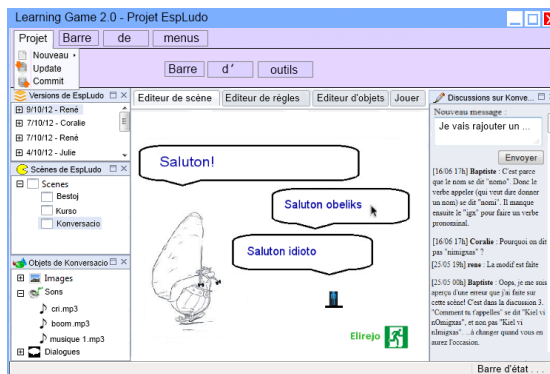 Learning Game 2.0 - Projet EspLudo
Projet Barre de menus
Nouveau
Update
Commit
Barre d' outils
Versions de EspLudo
9/10/12 - René
7/10/12 - Coralie
7/10/12 - René
4/10/12 - Julie
Scènes de EspLudo
Scenes
Bestoj
Kurso
Konversacio
Objets de Konversacio
Images
Sons
cri.mp3
boom.mp3
musique 1.mp3
Dialogues
Editeur de scène Editeur de règles Editeur d'objets Jouer
Saluton!
Saluton obeliks
Saluton idioto
Elirejo
Discussions sur Konve...
Nouveau message :
Je vais rajouter un ...
Envoyer
[16/06 17h] Baptiste : C'est parce
que le nom se dit "nomo". Donc le
verbe appeler (qui veut dire donner
un nom) se dit "nomi". Il manque
ensuite le "igx" pour faire un verbe
pronominal.
[16/06 17h] Coralie : Pourquoi on dit
pas "nimigxas" ?
[25/05 19h] rene : La modif est faite
[25/05 00h] Baptiste : Oops, je me suis
aperçu d'une erreur que j'ai faite sur
cette scène! C'est dans la discussion 3.
"Comment tu t'appelles" se dit "Kiel vi
nOmigxas", et non pas "Kiel vi
nImigxas". ...à changer quand vous en
aurez l'occasion.
Barre d'état . . .